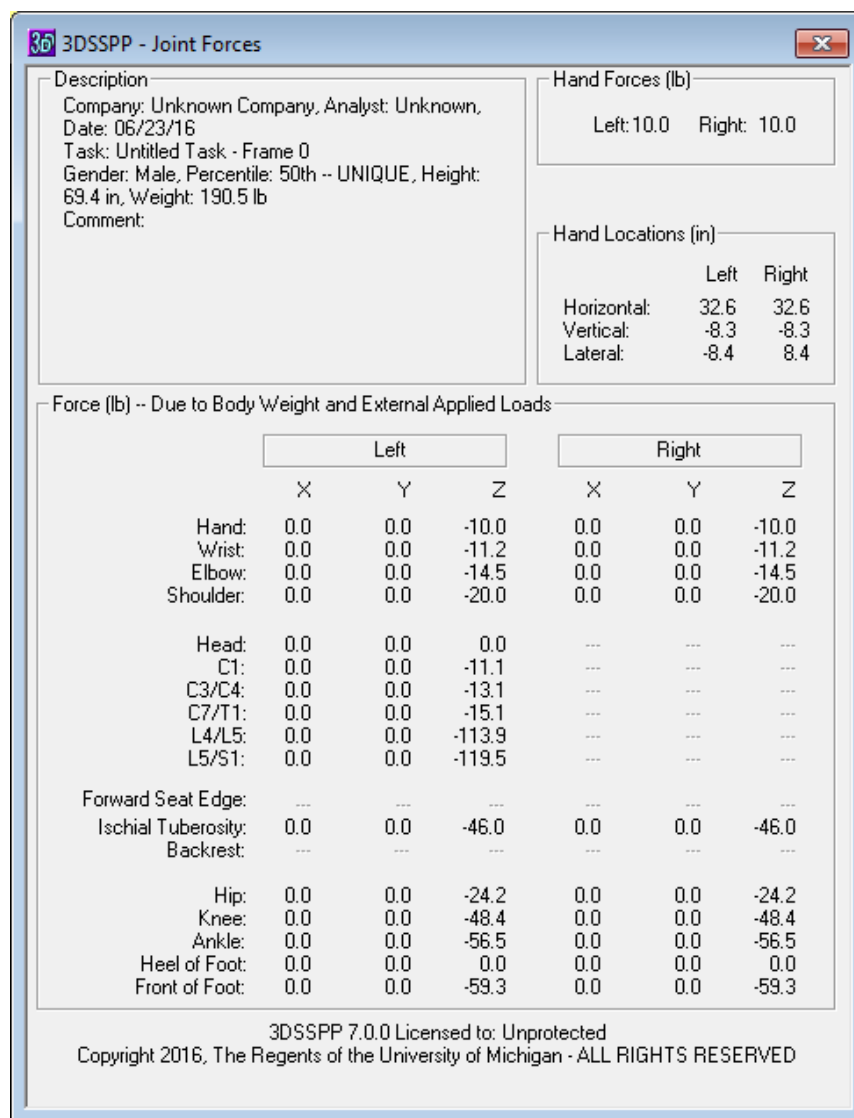 3DSSPP - Joint Forces
Description
Company: Unknown Company, Analyst: Unknown,
Date: 06/23/16
Task: Untitled Task - Frame 0
Gender: Male, Percentile: 50th -- UNIQUE, Height:
69.4 in, Weight: 190.5 lb
Comment:
Hand Forces (lb)
Left: 10.0 Right: 10.0
Hand Locations (in)
Left Right
Horizontal: 32.6 32.6
Vertical: -8.3 -8.3
Lateral: -8.4 8.4
Force (lb) -- Due to Body Weight and External Applied Loads
Left Right
X Y Z X Y Z
Hand: 0.0 0.0 -10.0 0.0 0.0 -10.0
Wrist: 0.0 0.0 -11.2 0.0 0.0 -11.2
Elbow: 0.0 0.0 -14.5 0.0 0.0 -14.5
Shoulder: 0.0 0.0 -20.0 0.0 0.0 -20.0
Head: 0.0 0.0 0.0 --- --- ---
C1: 0.0 0.0 -11.1 --- --- ---
C3/C4: 0.0 0.0 -13.1 --- --- ---
C7/T1: 0.0 0.0 -15.1 --- --- ---
L4/L5: 0.0 0.0 -113.9 --- --- ---
L5/S1: 0.0 0.0 -119.5 --- --- ---
Forward Seat Edge: --- --- --- --- --- ---
Ischial Tuberosity: 0.0 0.0 -46.0 0.0 0.0 -46.0
Backrest: --- --- --- --- --- ---
Hip: 0.0 0.0 -24.2 0.0 0.0 -24.2
Knee: 0.0 0.0 -48.4 0.0 0.0 -48.4
Ankle: 0.0 0.0 -56.5 0.0 0.0 -56.5
Heel of Foot: 0.0 0.0 0.0 0.0 0.0 0.0
Front of Foot: 0.0 0.0 -59.3 0.0 0.0 -59.3
3DSSPP 7.0.0 Licensed to: Unprotected
Copyright 2016, The Regents of the University of Michigan - ALL RIGHTS RESERVED